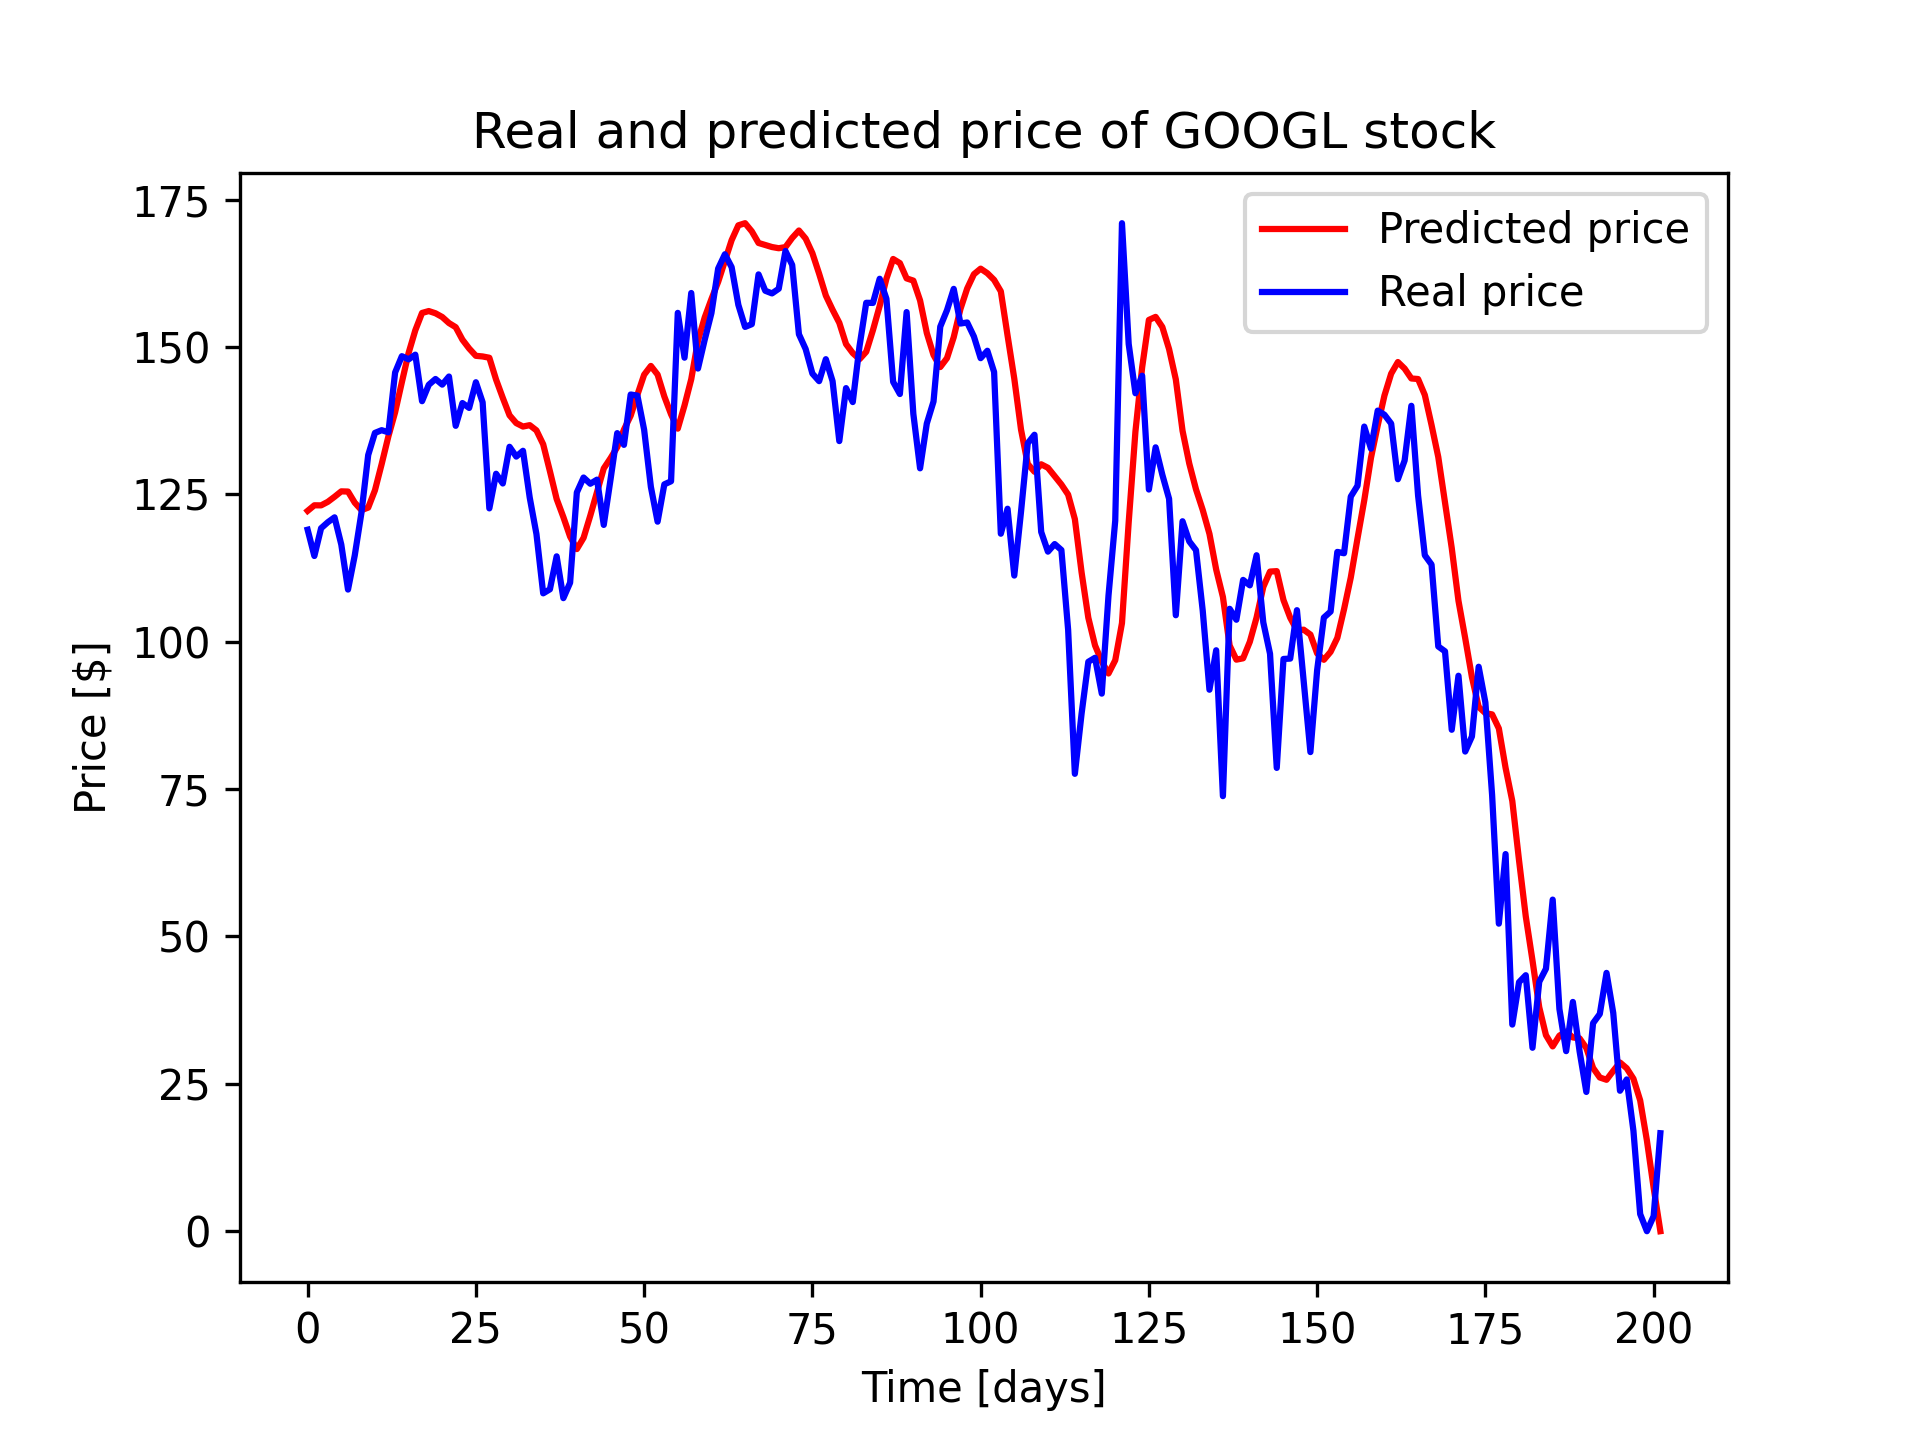 Real and predicted price of GOOGL stock
Predicted price
Real price
Price [$]
175
150
125
100
75
50
25
0
0 25 50 75 100 125 150 175 200
Time [days]